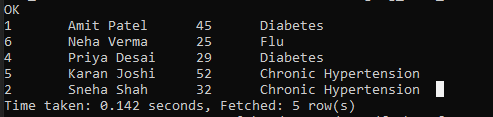 OK
1 Amit Patel 45 Diabetes
6 Neha Verma 25 Flu
4 Priya Desai 29 Diabetes
5 Karan Joshi 52 Chronic Hypertension
2 Sneha Shah 32 Chronic Hypertension
Time taken: 0.142 seconds, Fetched: 5 row(s)